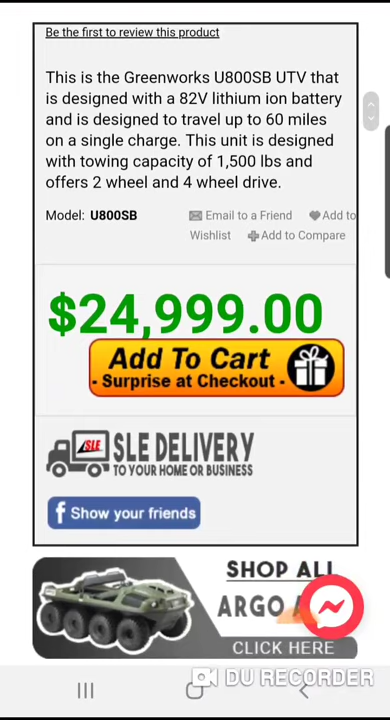 Be the first to review this product
This is the Greenworks U800SB UTV that
is designed with a 82V lithium ion battery
and is designed to travel up to 60 miles
on a single charge. This unit is designed
with towing capacity of 1,500 lbs and
offers 2 wheel and 4 wheel drive.
Model: U800SB
Email to a Friend Add to
Wishlist Add to Compare
$24,999.00
Add To Cart
- Surprise at Checkout -
SLE
SLE DELIVERY
TO YOUR HOME OR BUSINESS
f Show your friends
SHOP ALL
ARGO
CLICK HERE
DU RECORDER